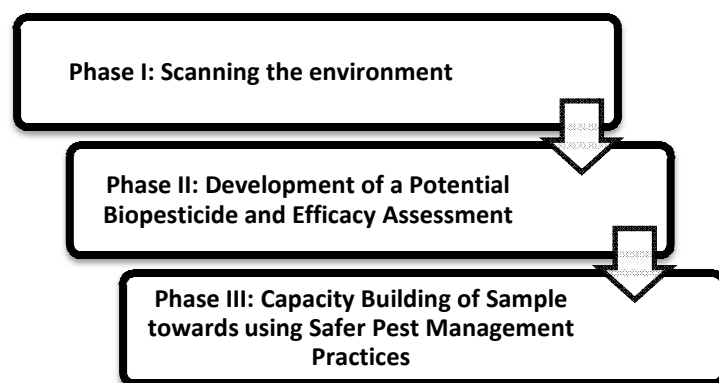 Phase I: Scanning the environment
Phase II: Development of a Potential
Biopesticide and Efficacy Assessment
Phase III: Capacity Building of Sample
towards using Safer Pest Management
Practices